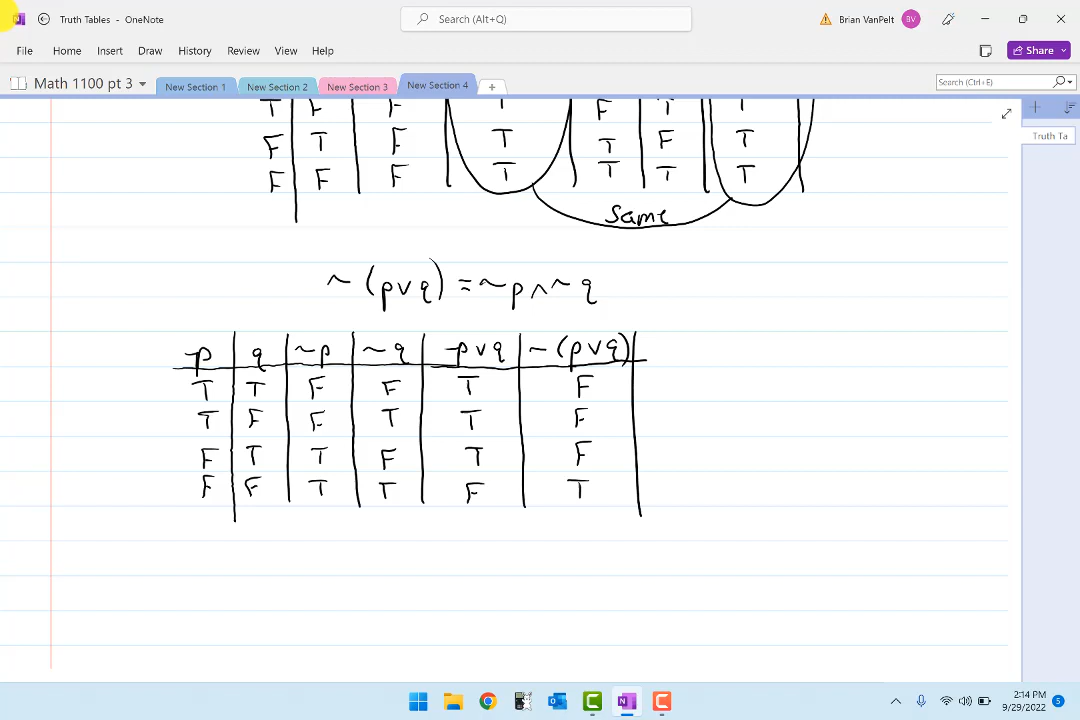 Truth Tables - OneNote
Search (Alt+Q)
Brian VanPelt BV
File Home Insert Draw History Review View Help
Share
Math 1100 pt 3
New Section 1 New Section 2 New Section 3 New Section 4 +
Search (Ctrl+E)
Truth Ta
T F F T F T T
F T F T T F T
F F F T T T T
Same
~ (p∨q) = ~p∧~q
p q ~p ~q p∨q ~(p∨q)
T T F F T F
T F F T T F
F T T F T F
F F T T F T
2:14 PM
9/29/2022 5